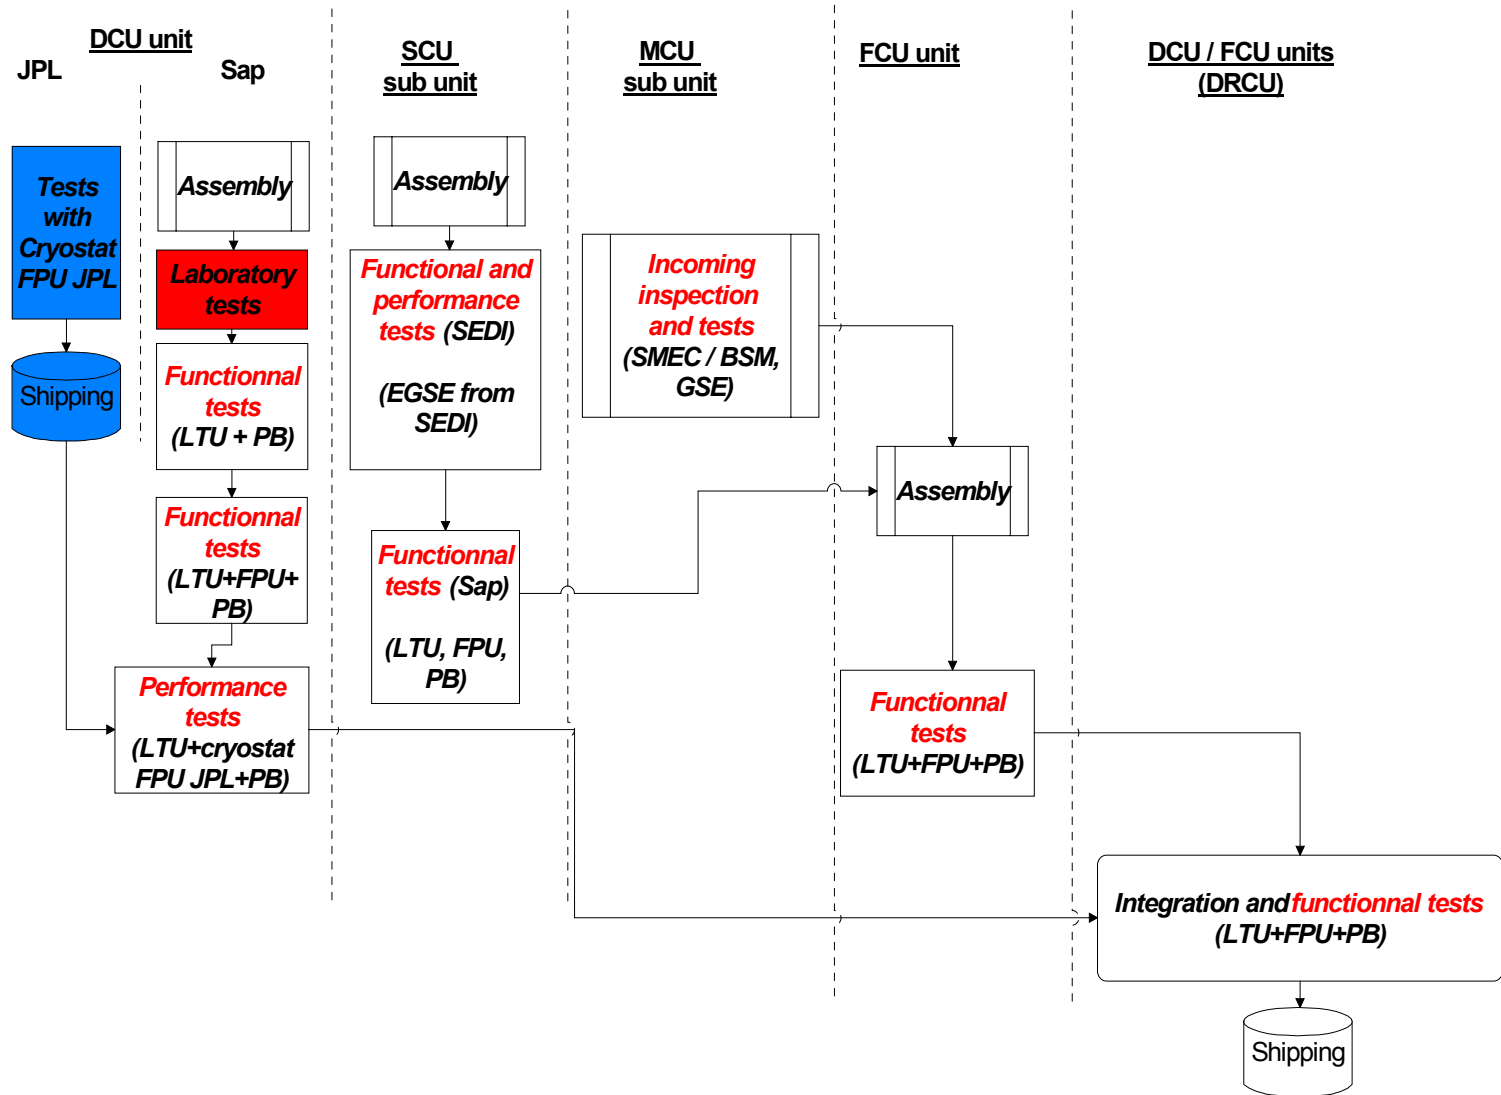 DCU unit
JPL
Sap
SCU
sub unit
MCU
sub unit
FCU unit
DCU / FCU units
(DRCU)
Tests
with
Cryostat
FPU JPL
Shipping
Assembly
Laboratory
tests
Functionnal
tests
(LTU + PB)
Functionnal
tests
(LTU+FPU+
PB)
Performance
tests
(LTU+cryostat
FPU JPL+PB)
Assembly
Functional and
performance
tests (SEDI)
(EGSE from
SEDI)
Functionnal
tests (Sap)
(LTU, FPU,
PB)
Incoming
inspection
and tests
(SMEC / BSM,
GSE)
Assembly
Functionnal
tests
(LTU+FPU+PB)
Integration and functionnal tests
(LTU+FPU+PB)
Shipping